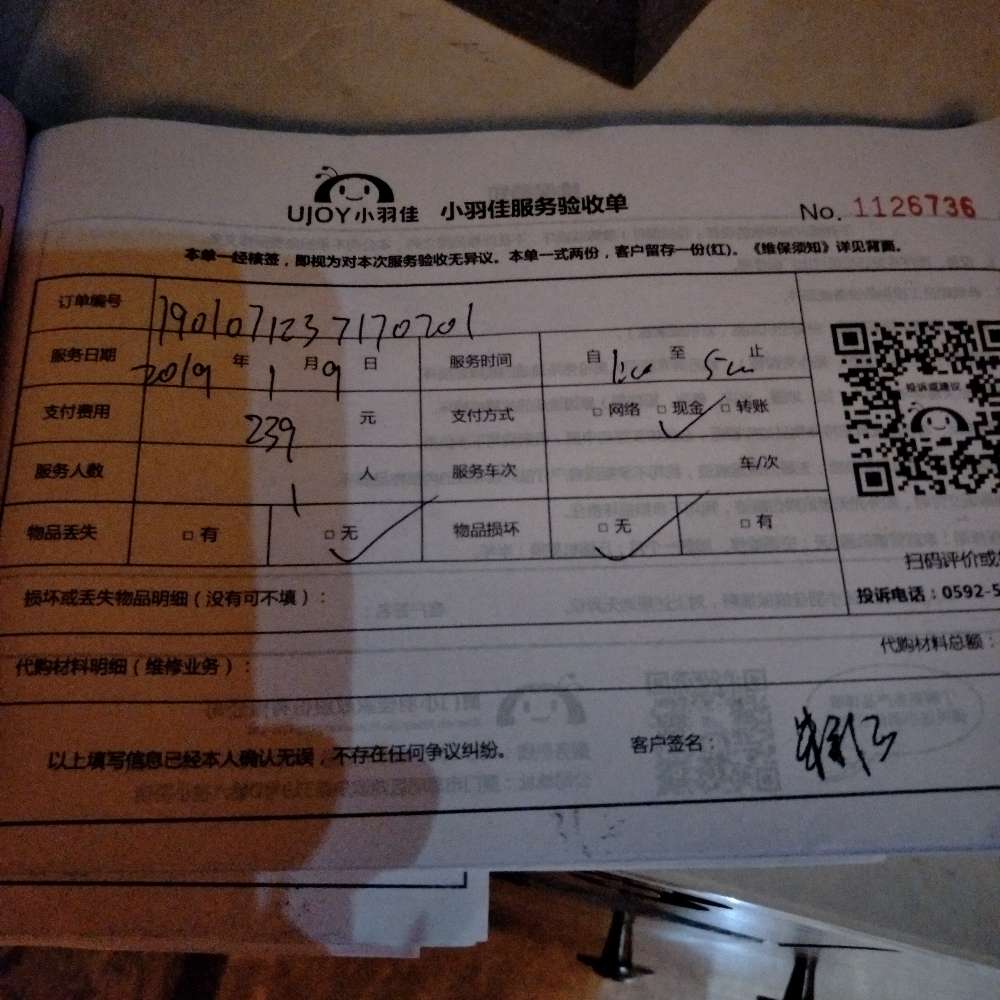 UJOY小羽佳 小羽佳服务验收单 No. 1126736
本单一经核签，即视为对本次服务验收无异议。本单一式两份，客户留存一份(红)。《维保须知》详见背面。
订单编号 1901071237170201
服务日期 2019 年 1 月 9 日 服务时间 自 至 止
支付费用 239 元 支付方式 □ 网络 □ 现金 □ 转账
投诉或建议
服务人数 1 人 服务车次 车/次
物品丢失 □ 有 □ 无 物品损坏 □ 无 □ 有
扫码评价或
损坏或丢失物品明细（没有可不填）：
投诉电话：0592-5
代购材料总额：
代购材料明细（维修业务）：
以上填写信息已经本人确认无误，不存在任何争议纠纷。 客户签名：